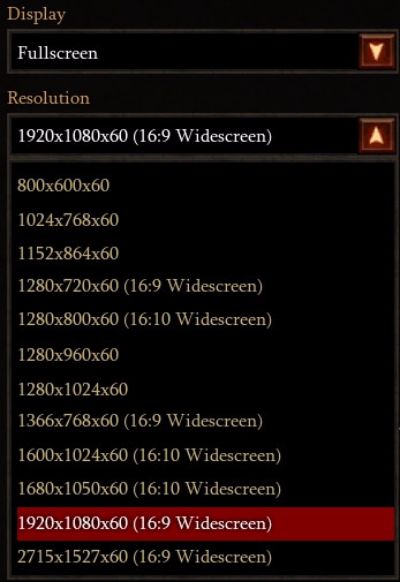 Display
Fullscreen
Resolution
1920x1080x60 (16:9 Widescreen)
800x600x60
1024x768x60
1152x864x60
1280x720x60 (16:9 Widescreen)
1280x800x60 (16:10 Widescreen)
1280x960x60
1280x1024x60
1366x768x60 (16:9 Widescreen)
1600x1024x60 (16:10 Widescreen)
1680x1050x60 (16:10 Widescreen)
1920x1080x60 (16:9 Widescreen)
2715x1527x60 (16:9 Widescreen)